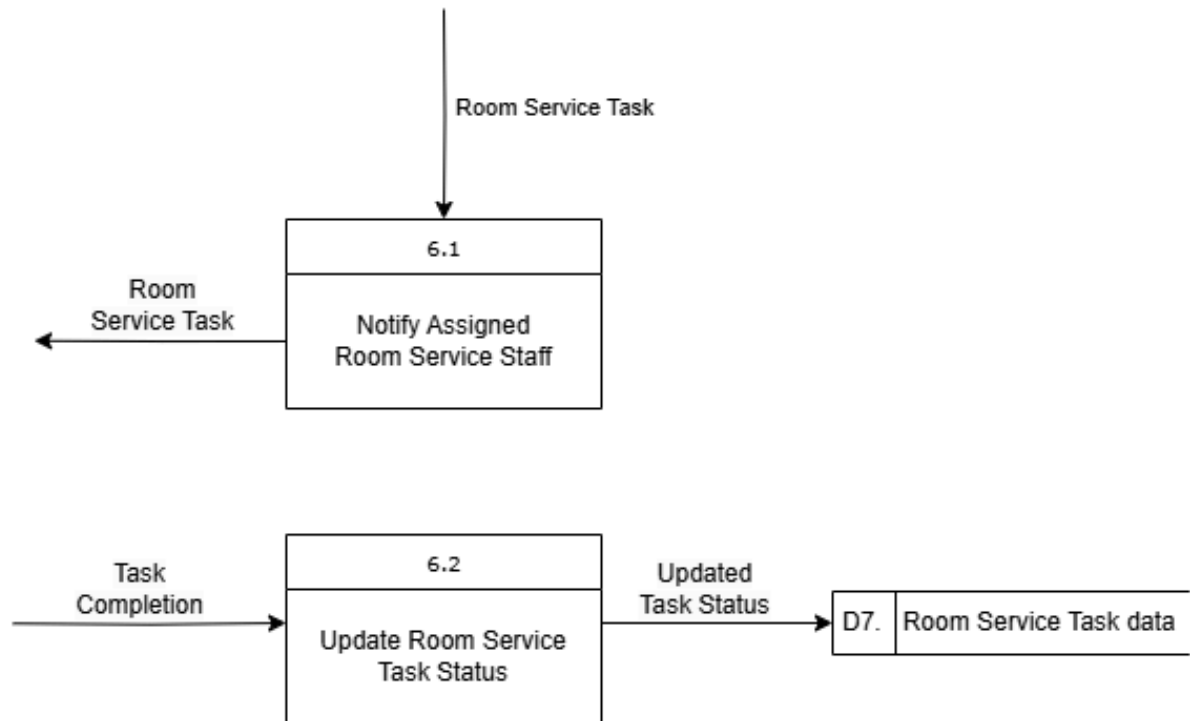 Room Service Task
6.1
Room
Service Task
Notify Assigned
Room Service Staff
6.2
Task
Completion
Updated
Task Status
D7.
Room Service Task data
Update Room Service
Task Status